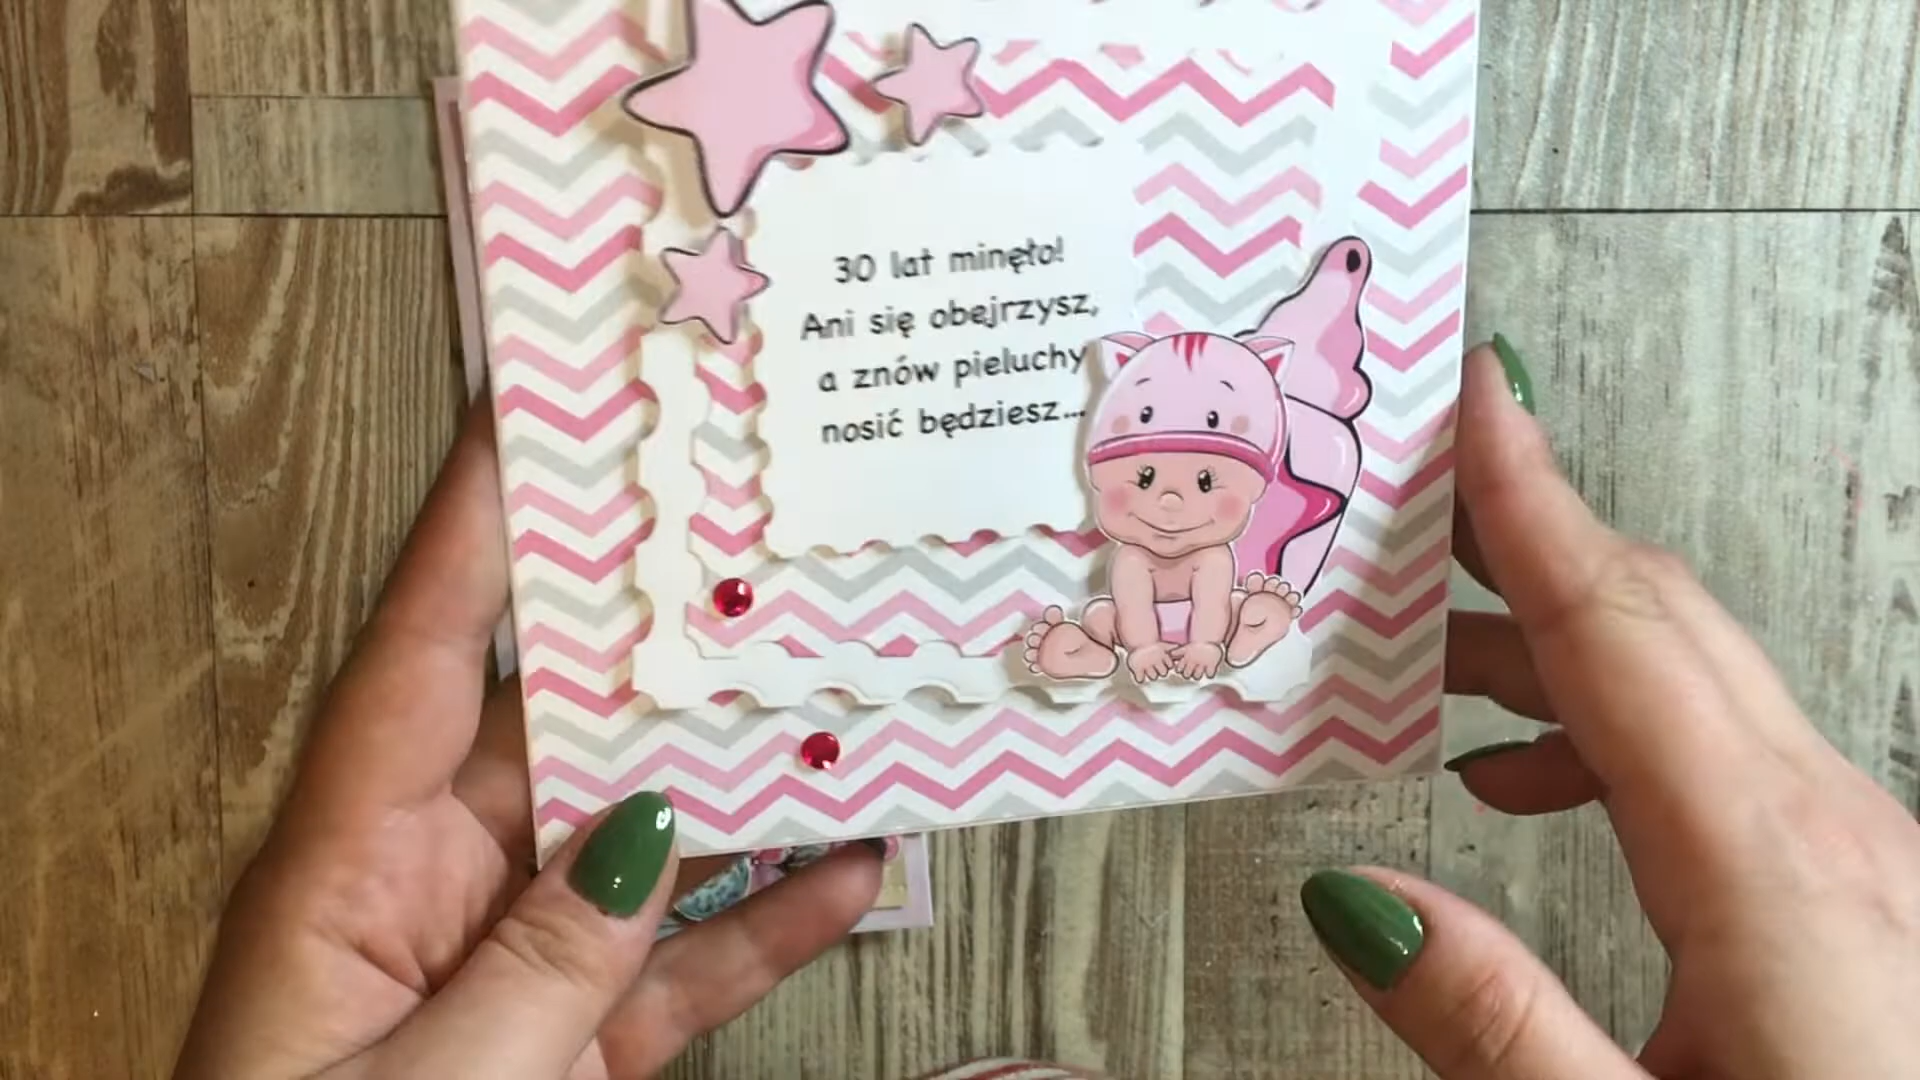 30 lat minęło!
Ani się obejrzysz,
a znów pieluchy
nosić będziesz...